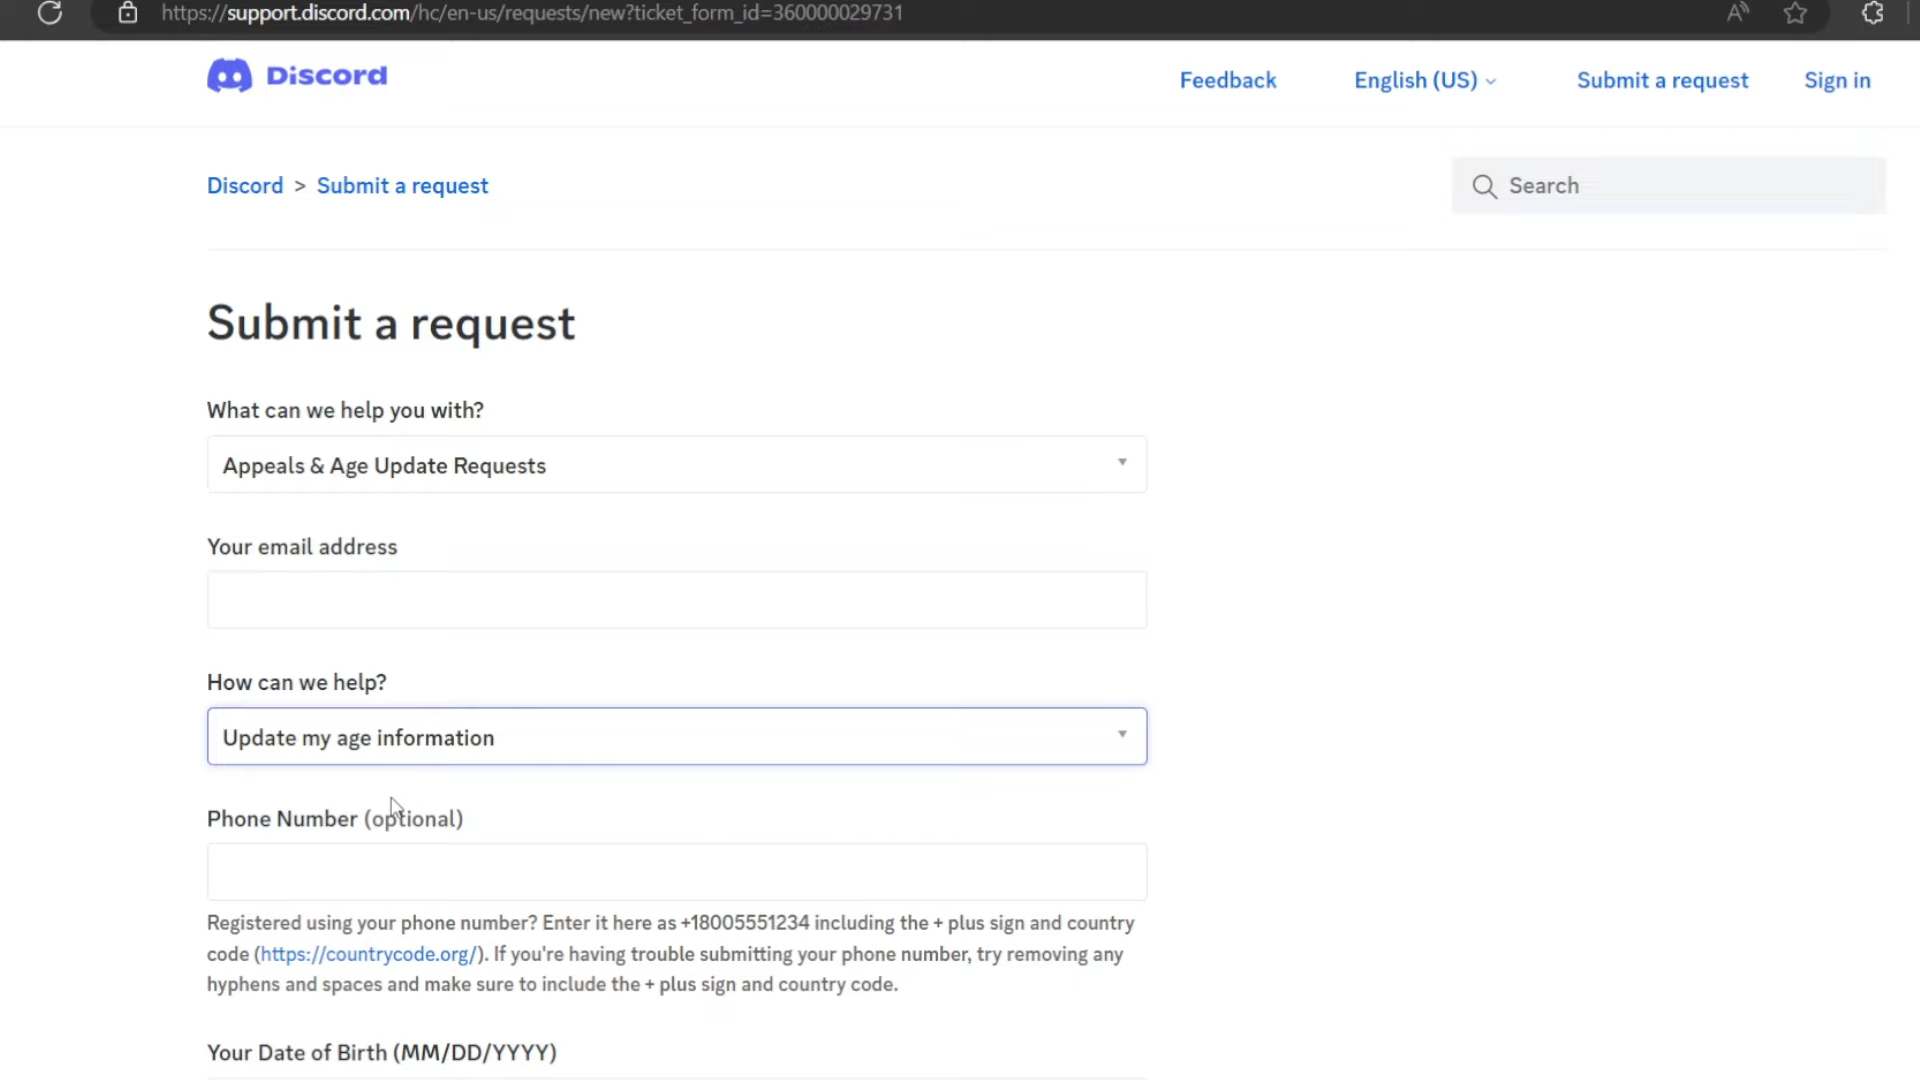 https://support.discord.com/hc/en-us/requests/new?ticket_form_id=360000029731
Discord
Feedback
English (US)
Submit a request
Sign in
Discord > Submit a request
Search
Submit a request
What can we help you with?
Appeals & Age Update Requests
Your email address
How can we help?
Update my age information
Phone Number (optional)
Registered using your phone number? Enter it here as +18005551234 including the + plus sign and country
code (https://countrycode.org/). If you're having trouble submitting your phone number, try removing any
hyphens and spaces and make sure to include the + plus sign and country code.
Your Date of Birth (MM/DD/YYYY)